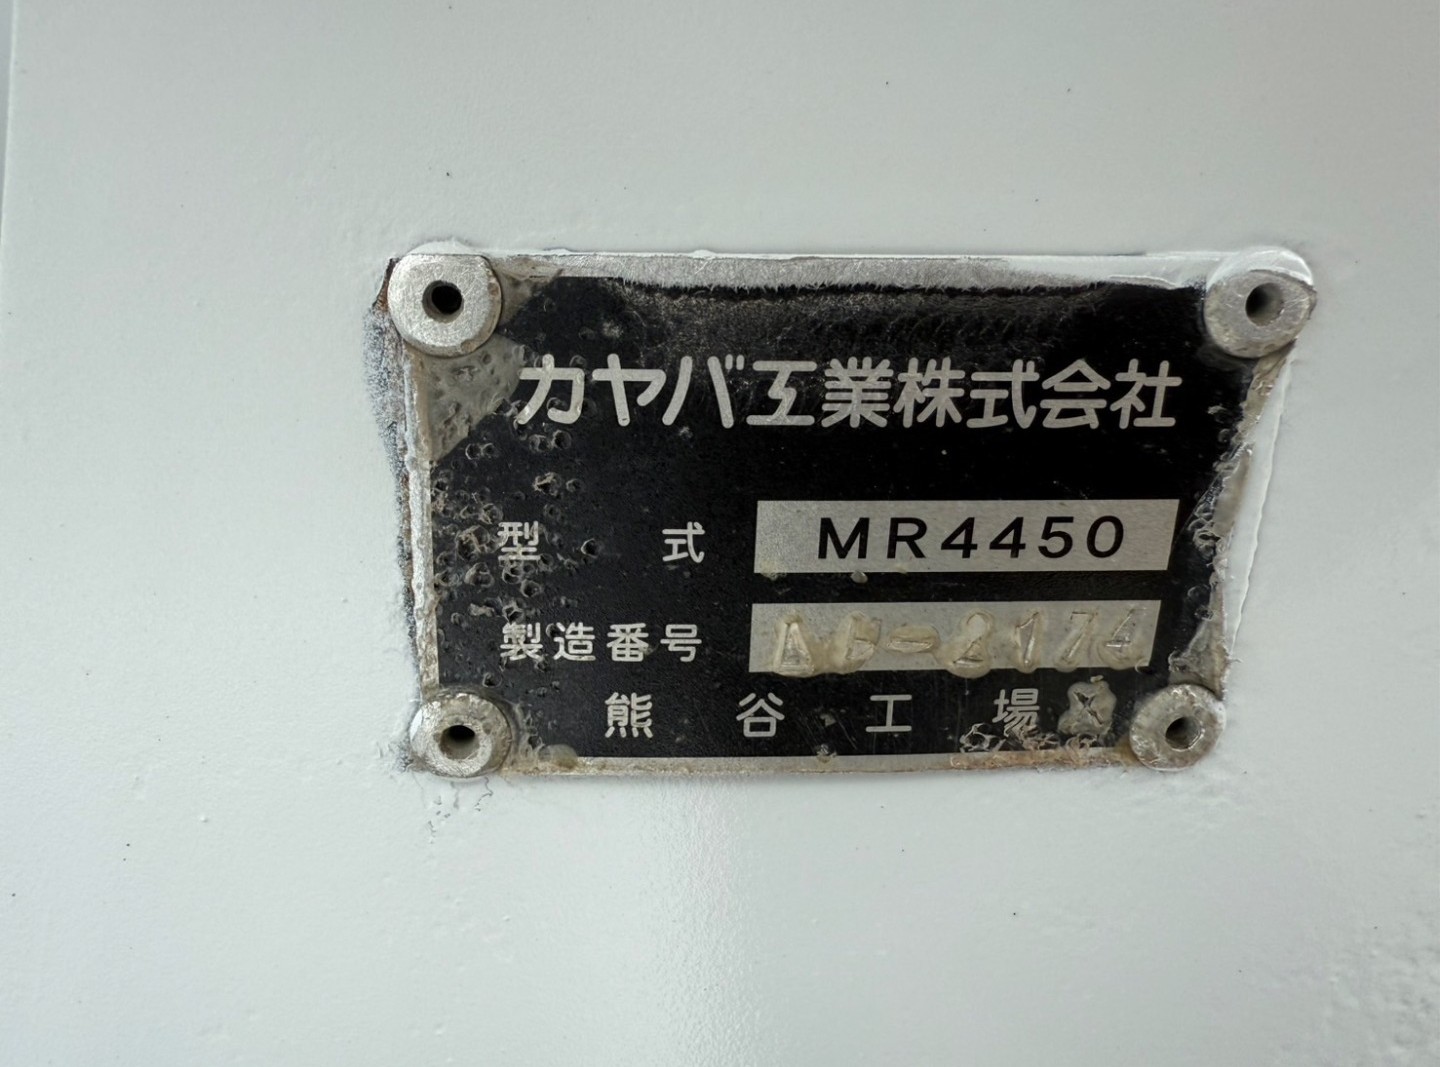 カヤバ工業株式会社
型式 MR4450
製造番号
熊谷工場